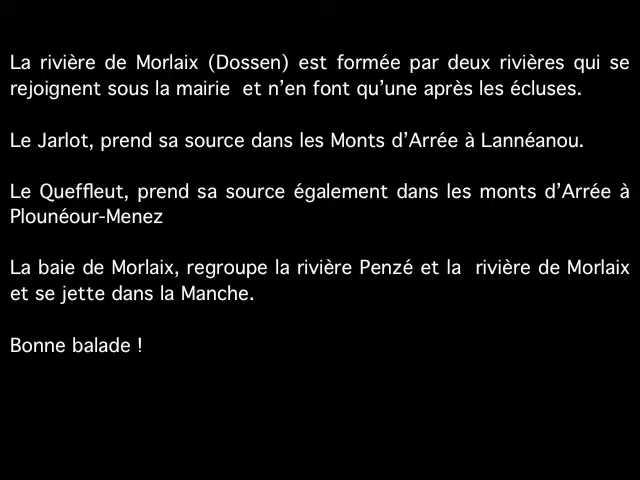 La rivière de Morlaix (Dossen) est formée par deux rivières qui se
rejoignent sous la mairie  et n’en font qu’une après les écluses.
Le Jarlot, prend sa source dans les Monts d’Arrée à Lannéanou.
Le Queffleut, prend sa source également dans les monts d’Arrée à
Plounéour-Menez
La baie de Morlaix, regroupe la rivière Penzé et la  rivière de Morlaix
et se jette dans la Manche.
Bonne balade !